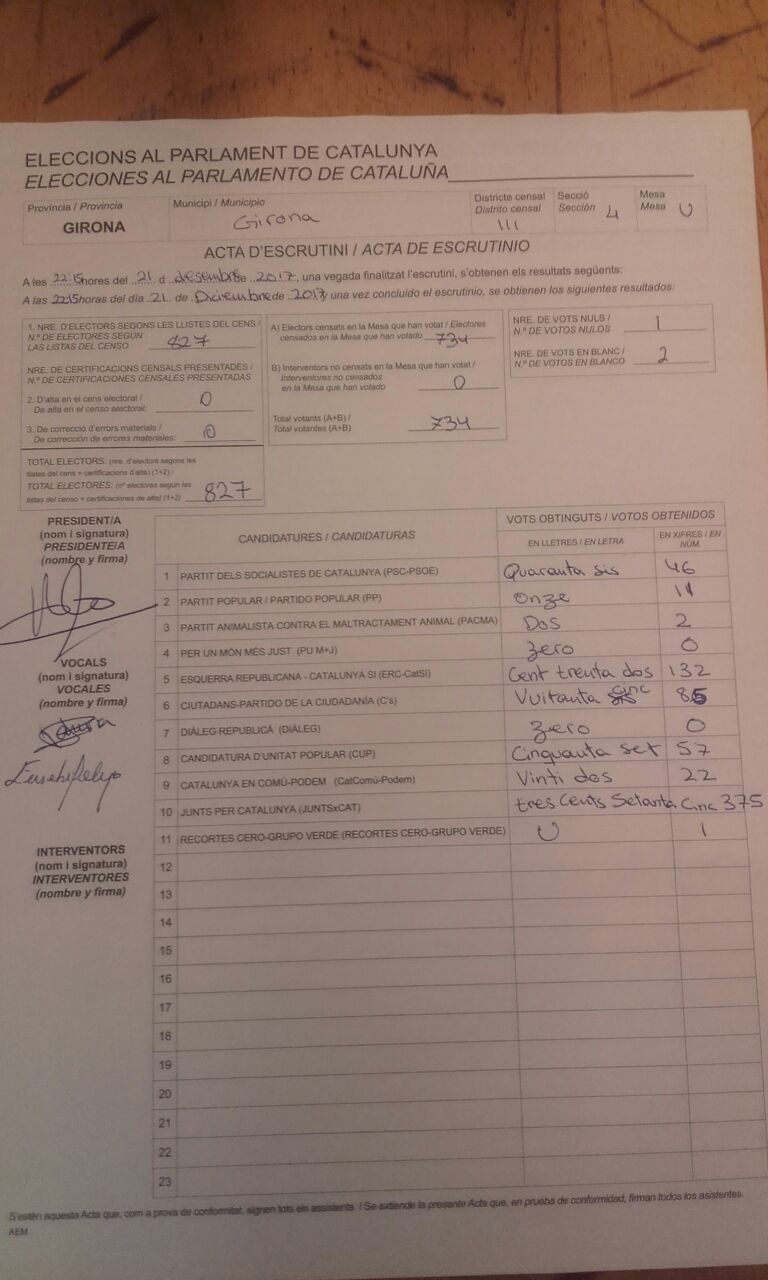 ELECCIONS AL PARLAMENT DE CATALUNYA
ELECCIONES AL PARLAMENTO DE CATALUÑA
Província / Provincia
GIRONA
Municipi / Municipio
Girona
Districte censal
Distrito censal
III
Secció
Sección 4
Mesa
Mesa U
ACTA D'ESCRUTINI / ACTA DE ESCRUTINIO
A les 22:15 hores del 21 d desembre de 2017, una vegada finalitzat l'escrutini, s'obtenen els resultats següents:
A las 22:15 horas del día 21 de Diciembre de 2017 una vez concluido el escrutinio, se obtienen los siguientes resultados:
1. NRE. D'ELECTORS SEGONS LES LLISTES DEL CENS /
N.º DE ELECTORES SEGÚN
LAS LISTAS DEL CENSO 827
NRE. DE CERTIFICACIONS CENSALS PRESENTADES /
N.º DE CERTIFICACIONES CENSALES PRESENTADAS
2. D'alta en el cens electoral /
De alta en el censo electoral: 0
3. De correcció d'errors materials /
De corrección de errores materiales: 0
TOTAL ELECTORS: (nre. d'electors segons les
llistes del cens + certificacions d'alta) (1+2) /
TOTAL ELECTORES: (nº electores según las
listas del censo + certificaciones de alta) (1+2) 827
A) Electors censats en la Mesa que han votat / Electores
censados en la Mesa que han votado 734
B) Interventors no censats en la Mesa que han votat /
Interventores no censados
en la Mesa que han votado 0
Total votants (A+B) /
Total votantes (A+B) 734
NRE. DE VOTS NULS /
N.º DE VOTOS NULOS 1
NRE. DE VOTS EN BLANC /
N.º DE VOTOS EN BLANCO 2
PRESIDENT/A
(nom i signatura)
PRESIDENTE/A
(nombre y firma)
VOCALS
(nom i signatura)
VOCALES
(nombre y firma)
INTERVENTORS
(nom i signatura)
INTERVENTORES
(nombre y firma)
CANDIDATURES / CANDIDATURAS
VOTS OBTINGUTS / VOTOS OBTENIDOS
EN LLETRES / EN LETRA
EN XIFRES / EN NÚM.
1 PARTIT DELS SOCIALISTES DE CATALUNYA (PSC-PSOE) Quaranta sis 46
2 PARTIT POPULAR / PARTIDO POPULAR (PP) Onze 11
3 PARTIT ANIMALISTA CONTRA EL MALTRACTAMENT ANIMAL (PACMA) Dos 2
4 PER UN MÓN MÉS JUST (PU M+J) Zero 0
5 ESQUERRA REPUBLICANA - CATALUNYA SI (ERC-CatSí) Cent trenta dos 132
6 CIUTADANS-PARTIDO DE LA CIUDADANÍA (C's) Vuitanta cinc 85
7 DIÀLEG REPUBLICÀ (DIÀLEG) Zero 0
8 CANDIDATURA D'UNITAT POPULAR (CUP) Cinquanta set 57
9 CATALUNYA EN COMÚ-PODEM (CatComú-Podem) Vinti dos 22
10 JUNTS PER CATALUNYA (JUNTSxCAT) tres Cents Setanta Cinc 375
11 RECORTES CERO-GRUPO VERDE (RECORTES CERO-GRUPO VERDE) U 1
12
13
14
15
16
17
18
19
20
21
22
23
S'estén aquesta Acta que, com a prova de conformitat, signen tots els assistents. / Se extiende la presente Acta que, en prueba de conformidad, firman todos los asistentes.
AEM